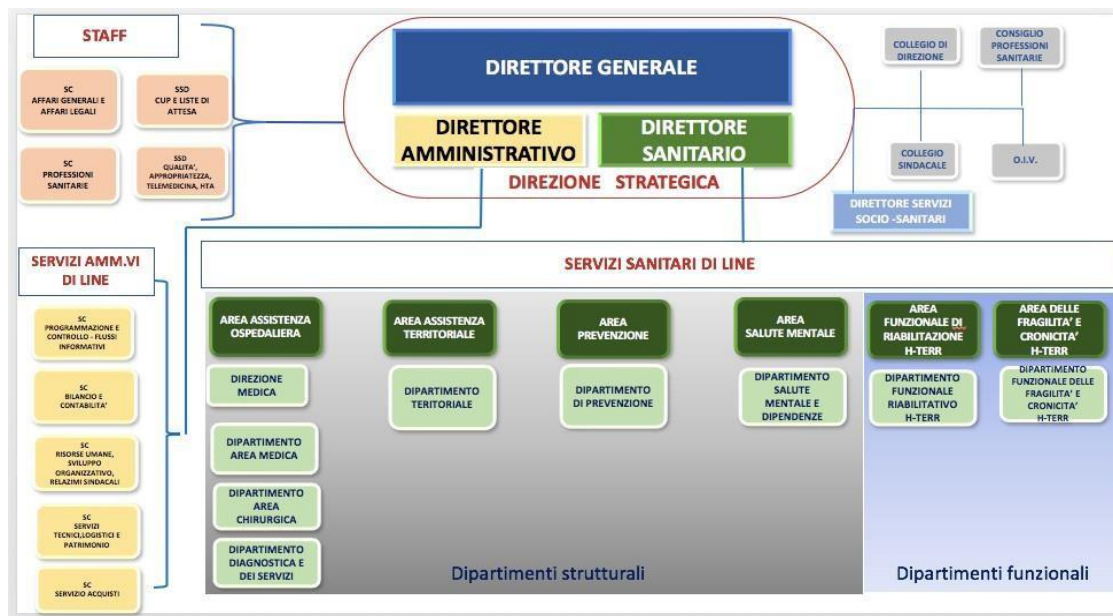 STAFF
SC
AFFARI GENERALI E
AFFARI LEGALI
SSD
CUP E LISTE DI
ATTESA
SC
PROFESSIONI
SANITARIE
SSD
QUALITA’,
APPROPRIATEZZA,
TELEMEDICINA, HTA
DIRETTORE GENERALE
DIRETTORE
AMMINISTRATIVO
DIRETTORE
SANITARIO
DIREZIONE STRATEGICA
COLLEGIO DI
DIREZIONE
CONSIGLIO
PROFESSIONI
SANITARIE
COLLEGIO
SINDACALE
O.I.V.
DIRETTORE SERVIZI
SOCIO -SANITARI
SERVIZI AMM.VI
DI LINE
SC
PROGRAMMAZIONE E
CONTROLLO - FLUSSI
INFORMATIVI
SC
BILANCIO E
CONTABILITA’
SC
RISORSE UMANE,
SVILUPPO
ORGANIZZATIVO,
RELAZIMI SINDACALI
SC
SERVIZI
TECNICI,LOGISTICI E
PATRIMONIO
SC
SERVIZIO ACQUISTI
SERVIZI SANITARI DI LINE
AREA ASSISTENZA
OSPEDALIERA
DIREZIONE
MEDICA
DIPARTIMENTO
AREA MEDICA
DIPARTIMENTO
AREA
CHIRURGICA
DIPARTIMENTO
DIAGNOSTICA E
DEI SERVIZI
AREA ASSISTENZA
TERRITORIALE
DIPARTIMENTO
TERITORIALE
AREA
PREVENZIONE
DIPARTIMENTO
DI PREVENZIONE
AREA
SALUTE MENTALE
DIPARTIMENTO
SALUTE
MENTALE E
DIPENDENZE
Dipartimenti strutturali
AREA
FUNZIONALE DI
RIABILITAZIONE
H-TERR
DIPARTIMENTO
FUNZIONALE
RIABILITATIVO
H-TERR
AREA DELLE
FRAGILITA’ E
CRONICITA’
H-TERR
DIPARTIMENTO
FUNZIONALE DELLE
FRAGILITA’ E
CRONICITA’
H-TERR
Dipartimenti funzionali